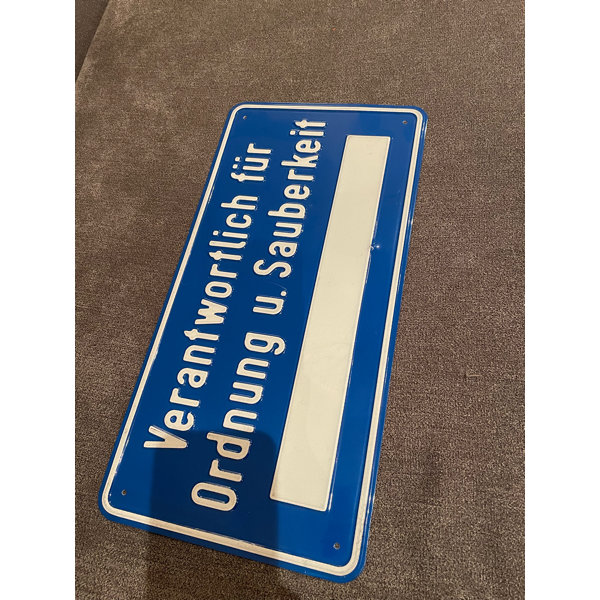 Verantwortlich für
Ordnung u. Sauberkeit